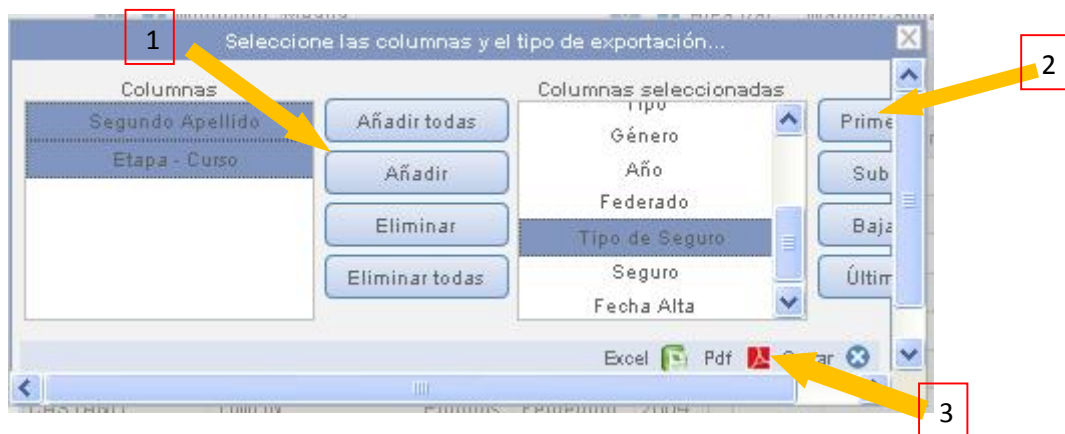 1
Seleccione las columnas y el tipo de exportación...
2
Columnas
Columnas seleccionadas
Segundo Apellido
Etapa - Curso
Añadir todas
Añadir
Eliminar
Eliminar todas
Tipo
Género
Año
Federado
Tipo de Seguro
Seguro
Fecha Alta
Prime
Sub
Baja
Últim
Excel
Pdf
3